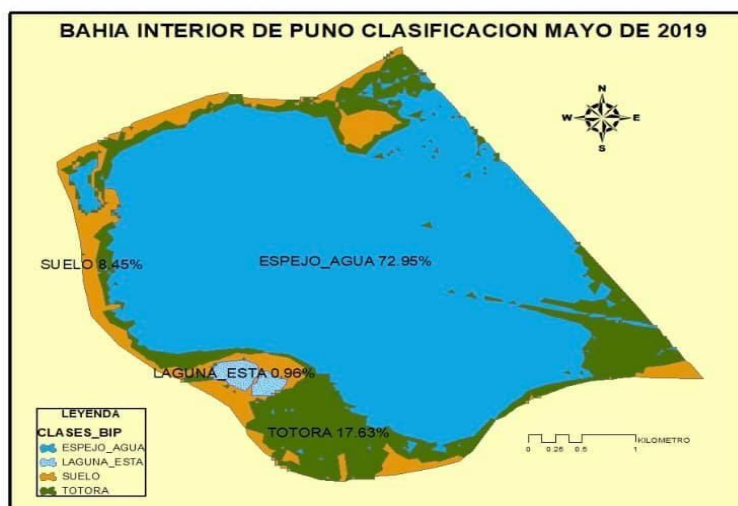 BAHIA INTERIOR DE PUNO CLASIFICACION MAYO DE 2019
N
W E
S
SUELO 8.45%
ESPEJO_AGUA 72.95%
LAGUNA_ESTA 0.96%
TOTORA 17.63%
LEYENDA
CLASES_BIP
ESPEJO_AGUA
LAGUNA_ESTA
SUELO
TOTORA
KILOMETRO
0 0.25 0.5 1